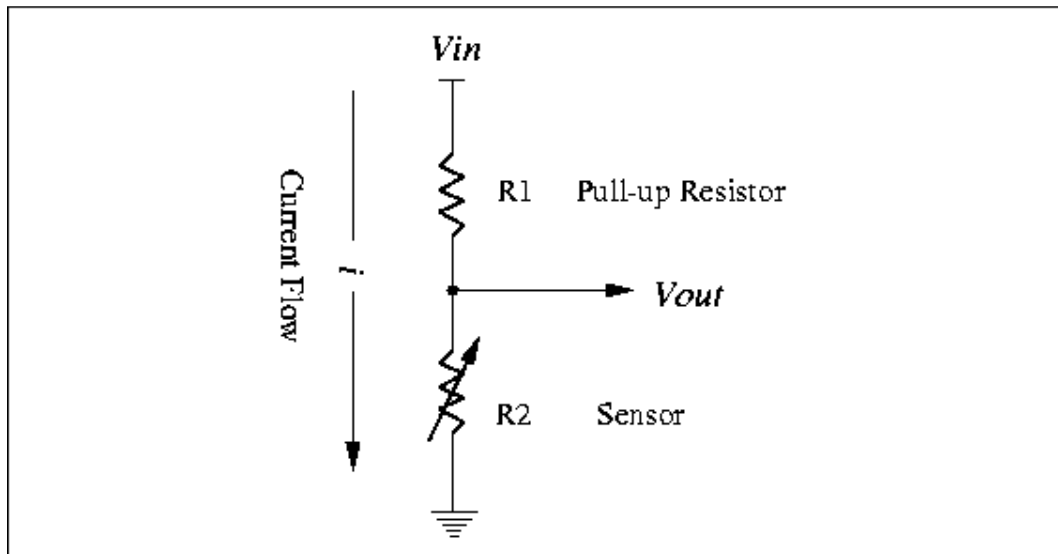 Vin
R1 Pull-up Resistor
Current Flow
i
Vout
R2 Sensor